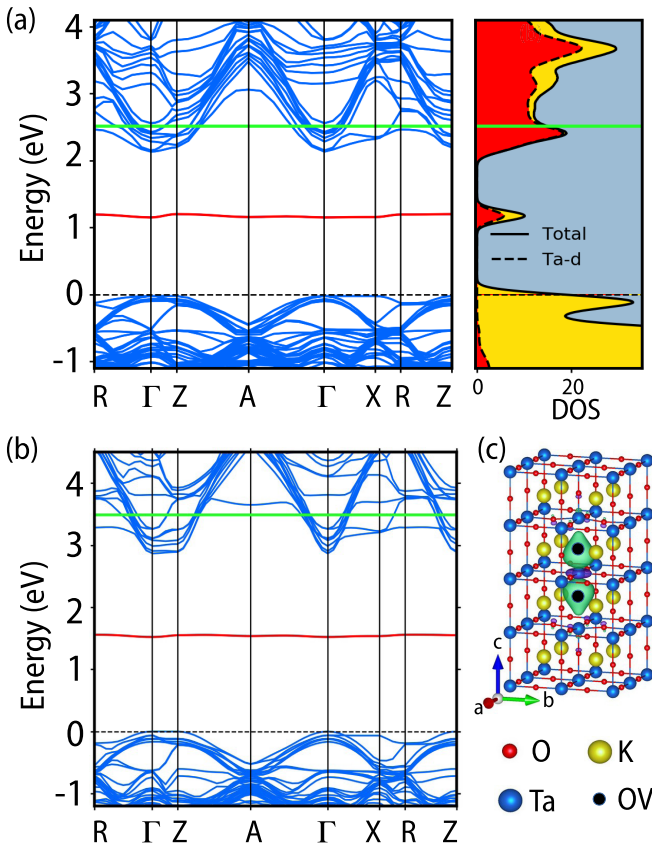 (a)
Energy (eV)
4
3
2
1
0
-1
R Γ Z A Γ X R Z
Total
Ta-d
0 20
DOS
(b)
Energy (eV)
4
3
2
1
0
-1
R Γ Z A Γ X R Z
(c)
c
a b
O K
Ta OV